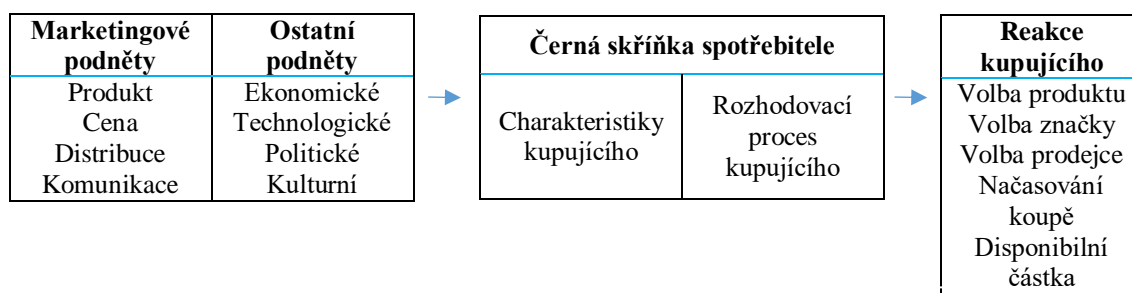 Marketingové
podněty
Produkt
Cena
Distribuce
Komunikace
Ostatní
podněty
Ekonomické
Technologické
Politické
Kulturní
Černá skříňka spotřebitele
Charakteristiky
kupujícího
Rozhodovací
proces
kupujícího
Reakce
kupujícího
Volba produktu
Volba značky
Volba prodejce
Načasování
koupě
Disponibilní
částka